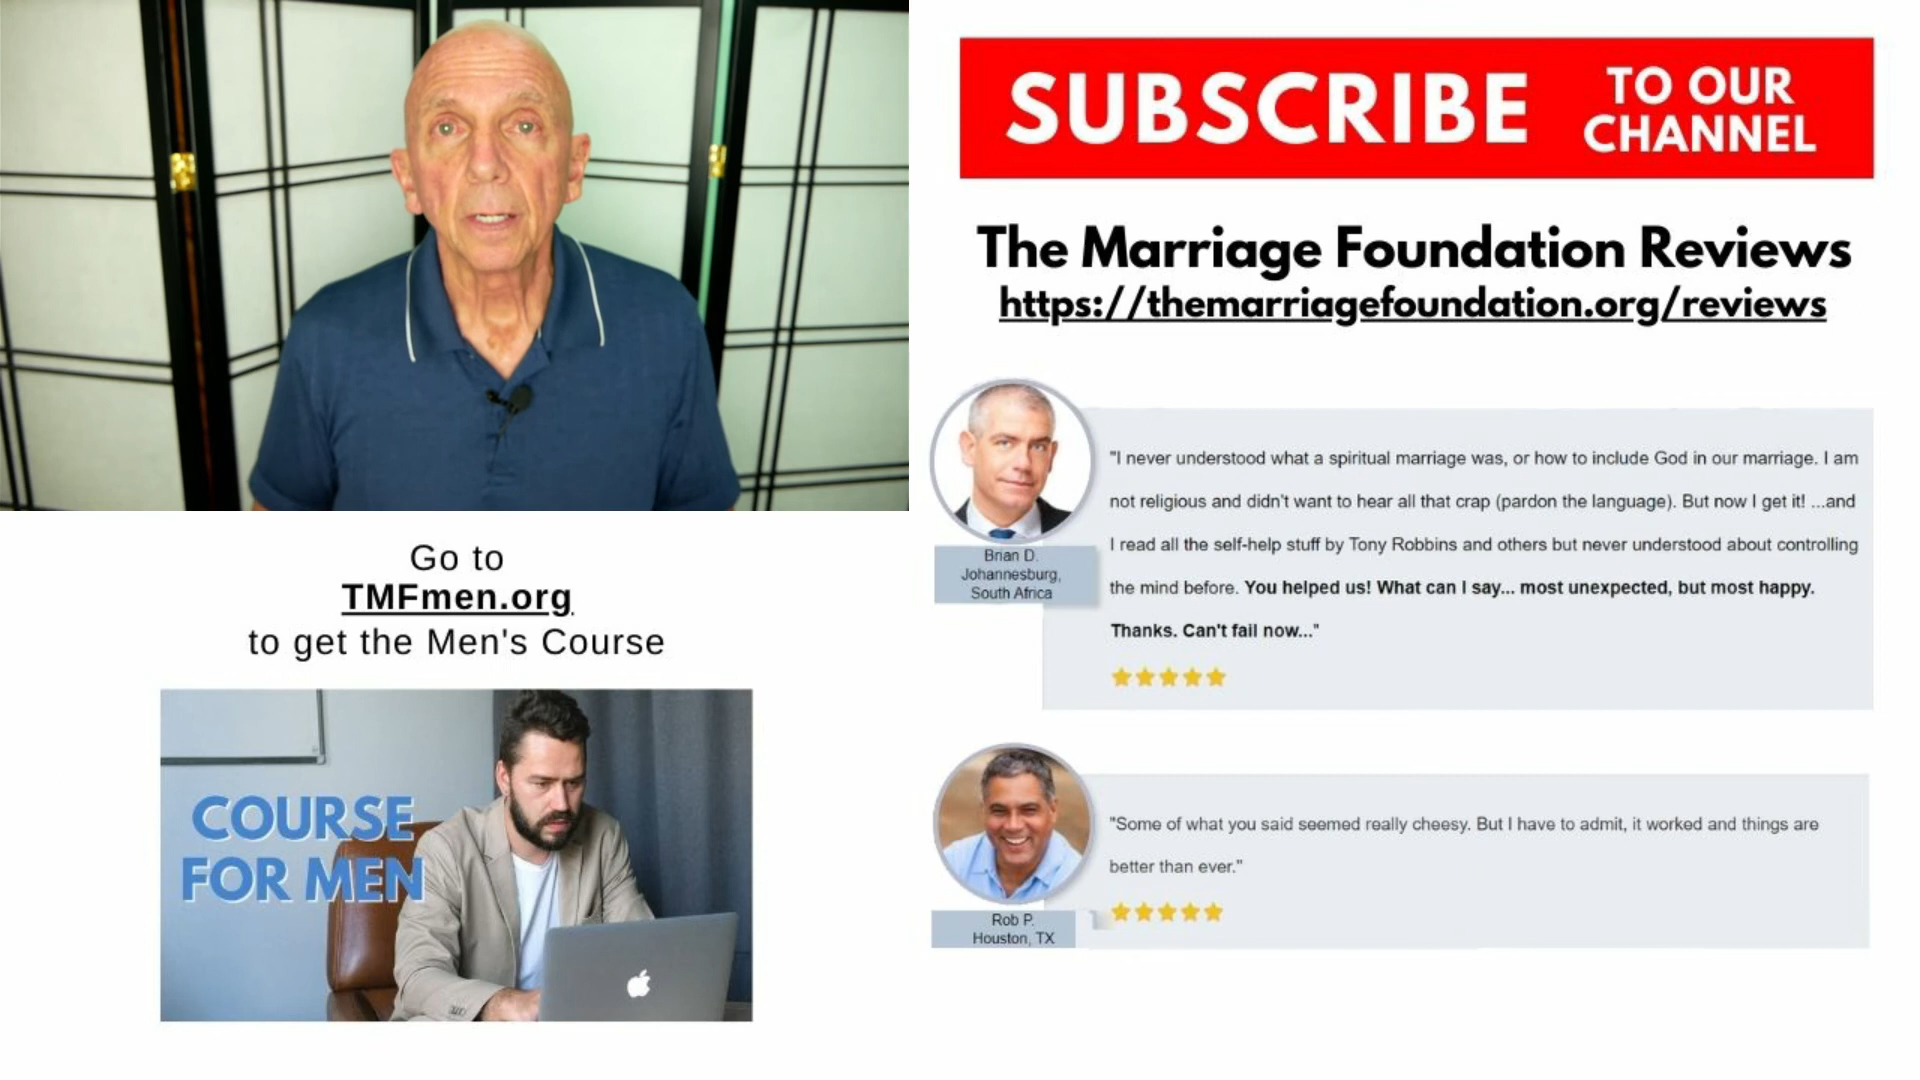 SUBSCRIBE
TO OUR
CHANNEL
The Marriage Foundation Reviews
https://themarriagefoundation.org/reviews
"I never understood what a spiritual marriage was, or how to include God in our marriage. I am
not religious and didn't want to hear all that crap (pardon the language). But now I get it! ...and
I read all the self-help stuff by Tony Robbins and others but never understood about controlling
the mind before. You helped us! What can I say... most unexpected, but most happy.
Thanks. Can't fail now..."
Brian D.
Johannesburg,
South Africa
"Some of what you said seemed really cheesy. But I have to admit, it worked and things are
better than ever."
Rob P.
Houston, TX
Go to
TMFmen.org
to get the Men's Course
COURSE
FOR MEN